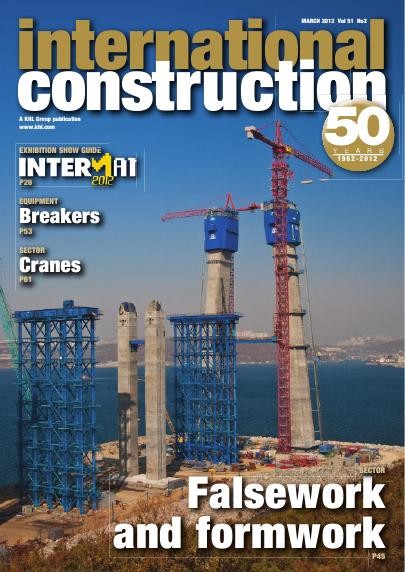 MARCH 2012 Vol 51 No2
international
construction
A KHL Group publication
www.khl.com
50
YEARS
1962-2012
EXHIBITION SHOW GUIDE
INTERMAT
2012
P26
EQUIPMENT
Breakers
P53
SECTOR
Cranes
P61
SECTOR
Falsework
and formwork
P45